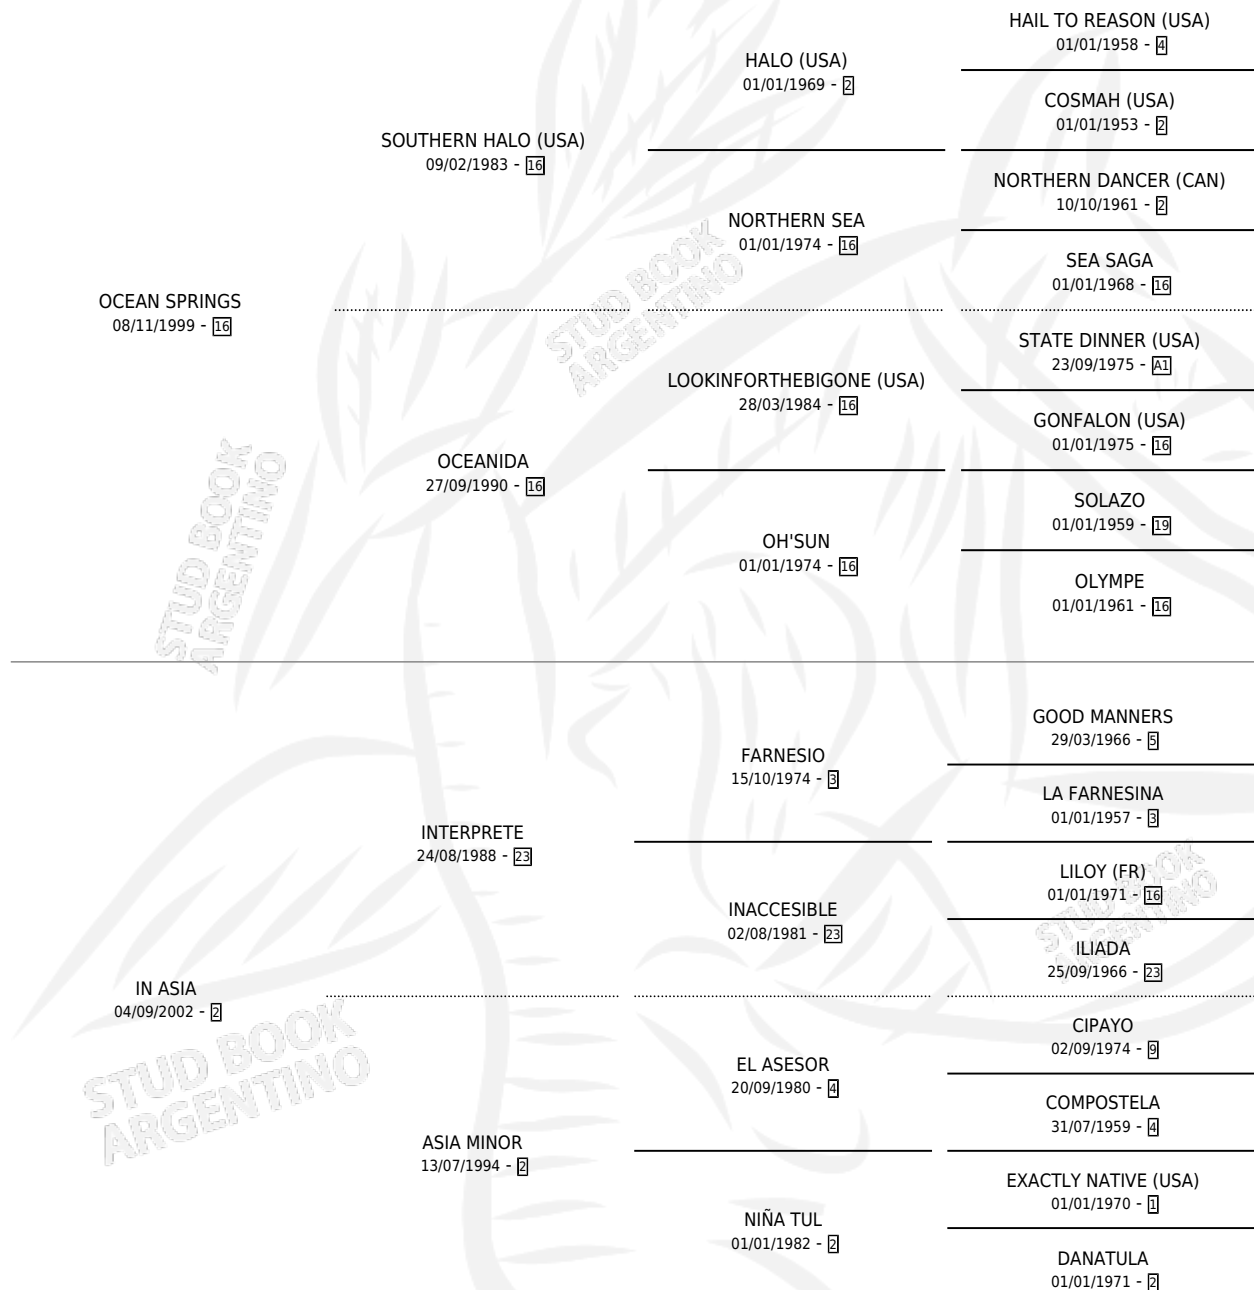 HAIL TO REASON (USA)
01/01/1958 - 4
HALO (USA)
01/01/1969 - 2
COSMAH (USA)
01/01/1953 - 2
SOUTHERN HALO (USA)
09/02/1983 - 16
NORTHERN DANCER (CAN)
10/10/1961 - 2
NORTHERN SEA
01/01/1974 - 16
SEA SAGA
01/01/1968 - 16
OCEAN SPRINGS
08/11/1999 - 16
STUD BOOK
ARGENTINO
STATE DINNER (USA)
23/09/1975 - A1
LOOKINFORTHEBIGONE (USA)
28/03/1984 - 16
GONFALON (USA)
01/01/1975 - 16
OCEANIDA
27/09/1990 - 16
SOLAZO
01/01/1959 - 19
OH'SUN
01/01/1974 - 16
OLYMPE
01/01/1961 - 16
STUD BOOK
ARGENTINO
GOOD MANNERS
29/03/1966 - 5
FARNESIO
15/10/1974 - 3
LA FARNESINA
01/01/1957 - 3
INTERPRETE
24/08/1988 - 23
LILOY (FR)
01/01/1971 - 16
INACCESIBLE
02/08/1981 - 23
STUD BOOK
ARGENTINO
ILIADA
25/09/1966 - 23
IN ASIA
04/09/2002 - 2
STUD BOOK
ARGENTINO
CIPAYO
02/09/1974 - 9
EL ASESOR
20/09/1980 - 4
COMPOSTELA
31/07/1959 - 4
ASIA MINOR
13/07/1994 - 2
EXACTLY NATIVE (USA)
01/01/1970 - 1
NIÑA TUL
01/01/1982 - 2
DANATULA
01/01/1971 - 2